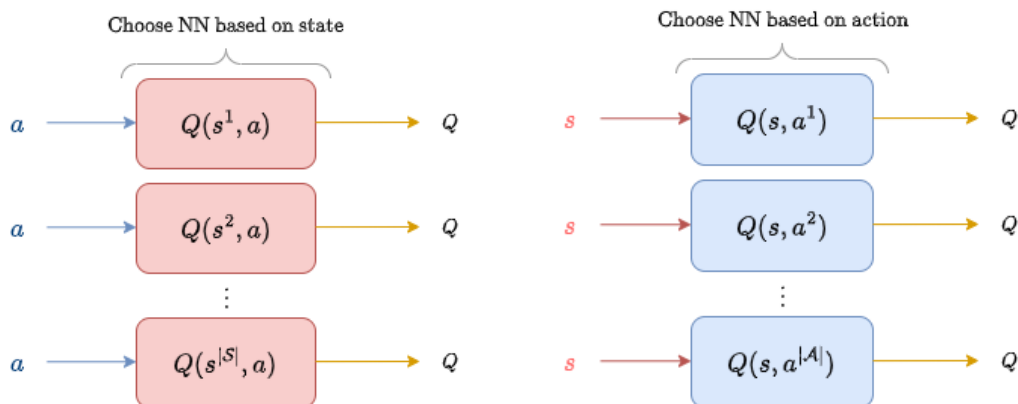 Choose NN based on state
Choose NN based on action
a Q(s¹, a) Q
s Q(s, a¹) Q
a Q(s², a) Q
s Q(s, a²) Q
⋮
⋮
a Q(s^{|𝒮|}, a) Q
s Q(s, a^{|𝒜|}) Q